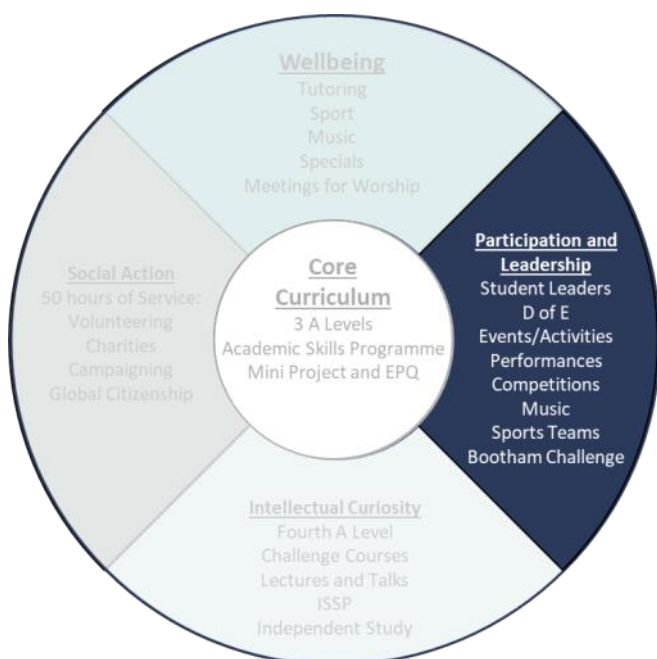 Wellbeing
Tutoring
Sport
Music
Specials
Meetings for Worship
Social Action
50 hours of Service:
Volunteering
Charities
Campaigning
Global Citizenship
Core
Curriculum
3 A Levels
Academic Skills Programme
Mini Project and EPQ
Participation and
Leadership
Student Leaders
D of E
Events/Activities
Performances
Competitions
Music
Sports Teams
Bootham Challenge
Intellectual Curiosity
Fourth A Level
Challenge Courses
Lectures and Talks
ISSP
Independent Study